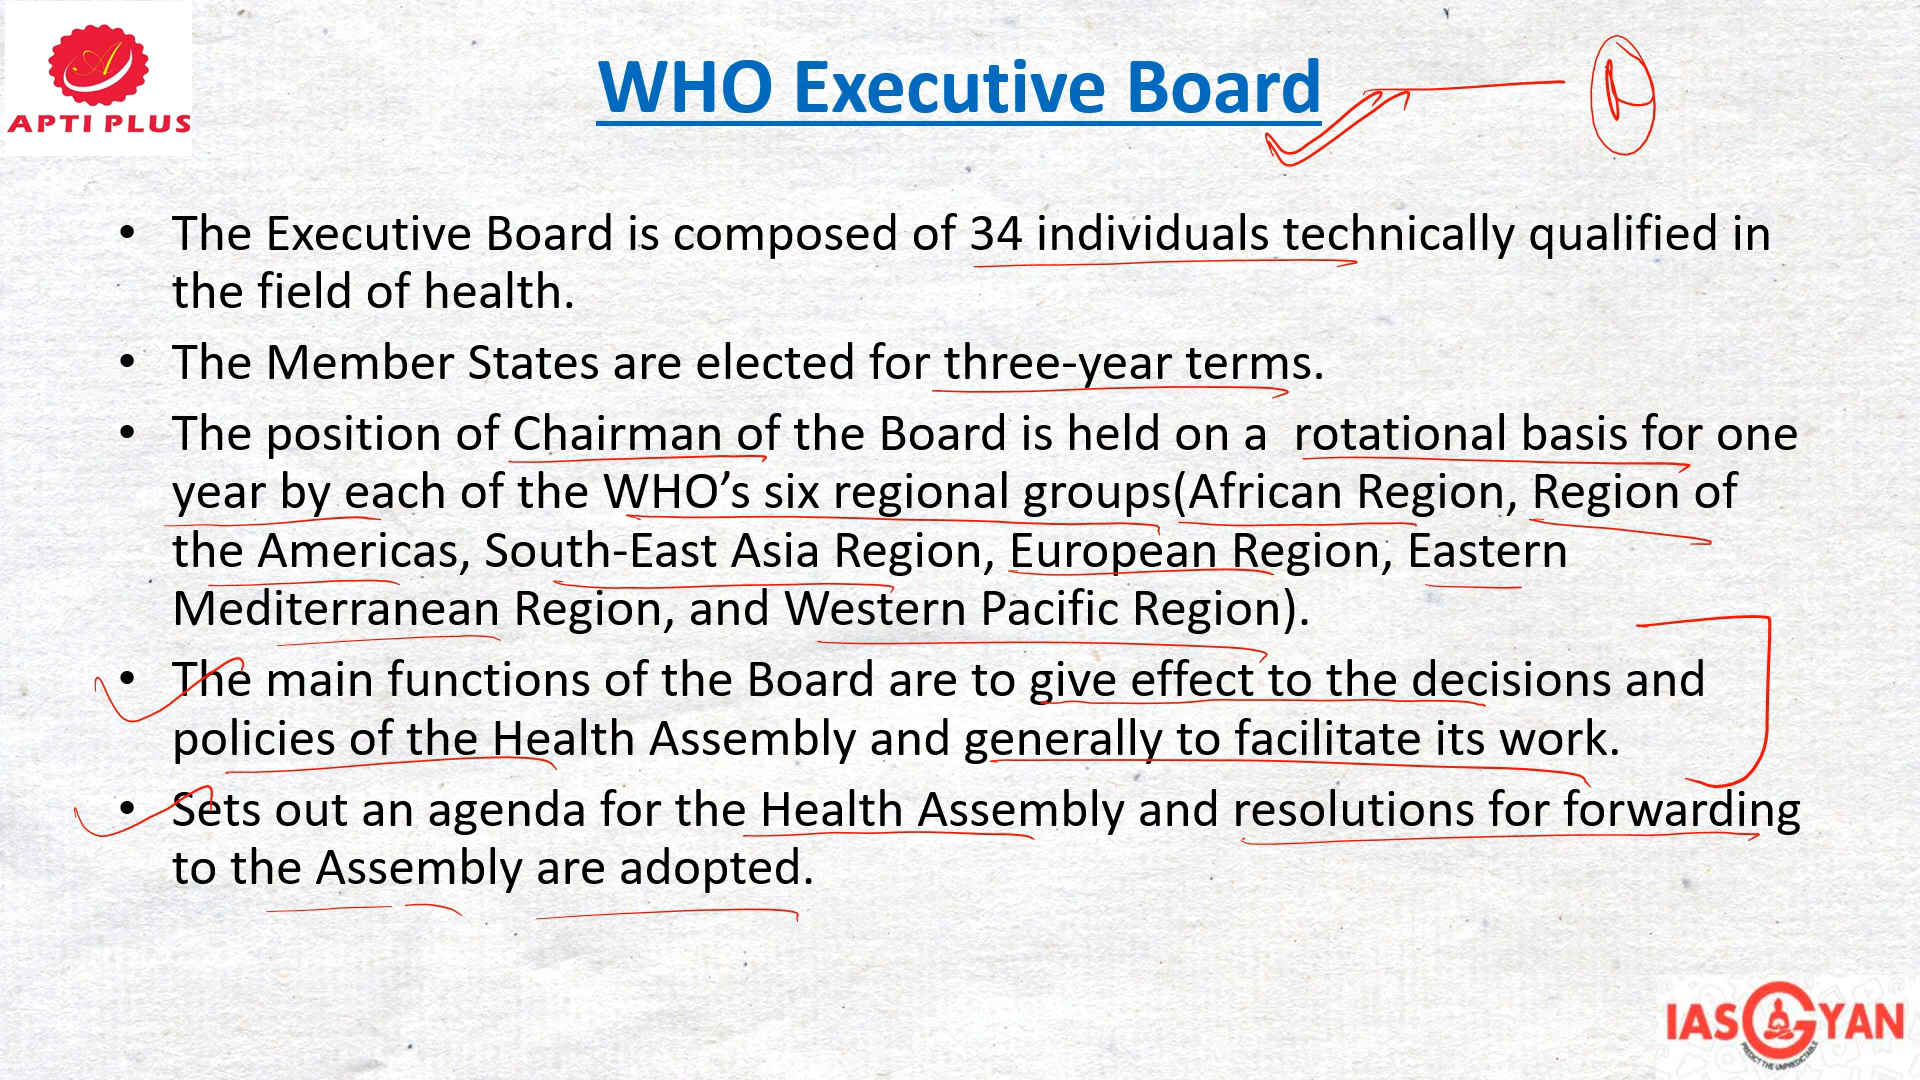 APTI PLUS
WHO Executive Board
• The Executive Board is composed of 34 individuals technically qualified in
the field of health.
• The Member States are elected for three-year terms.
• The position of Chairman of the Board is held on a rotational basis for one
year by each of the WHO’s six regional groups(African Region, Region of
the Americas, South-East Asia Region, European Region, Eastern
Mediterranean Region, and Western Pacific Region).
• The main functions of the Board are to give effect to the decisions and
policies of the Health Assembly and generally to facilitate its work.
• Sets out an agenda for the Health Assembly and resolutions for forwarding
to the Assembly are adopted.
IAS GYAN
PREDICT THE UNPREDICTABLE